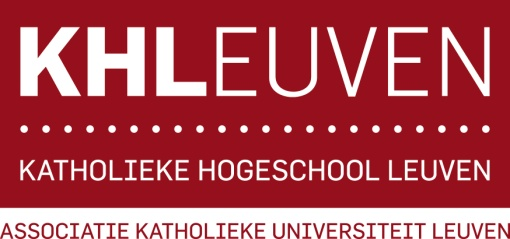 KHLEUVEN
KATHOLIEKE HOGESCHOOL LEUVEN
ASSOCIATIE KATHOLIEKE UNIVERSITEIT LEUVEN